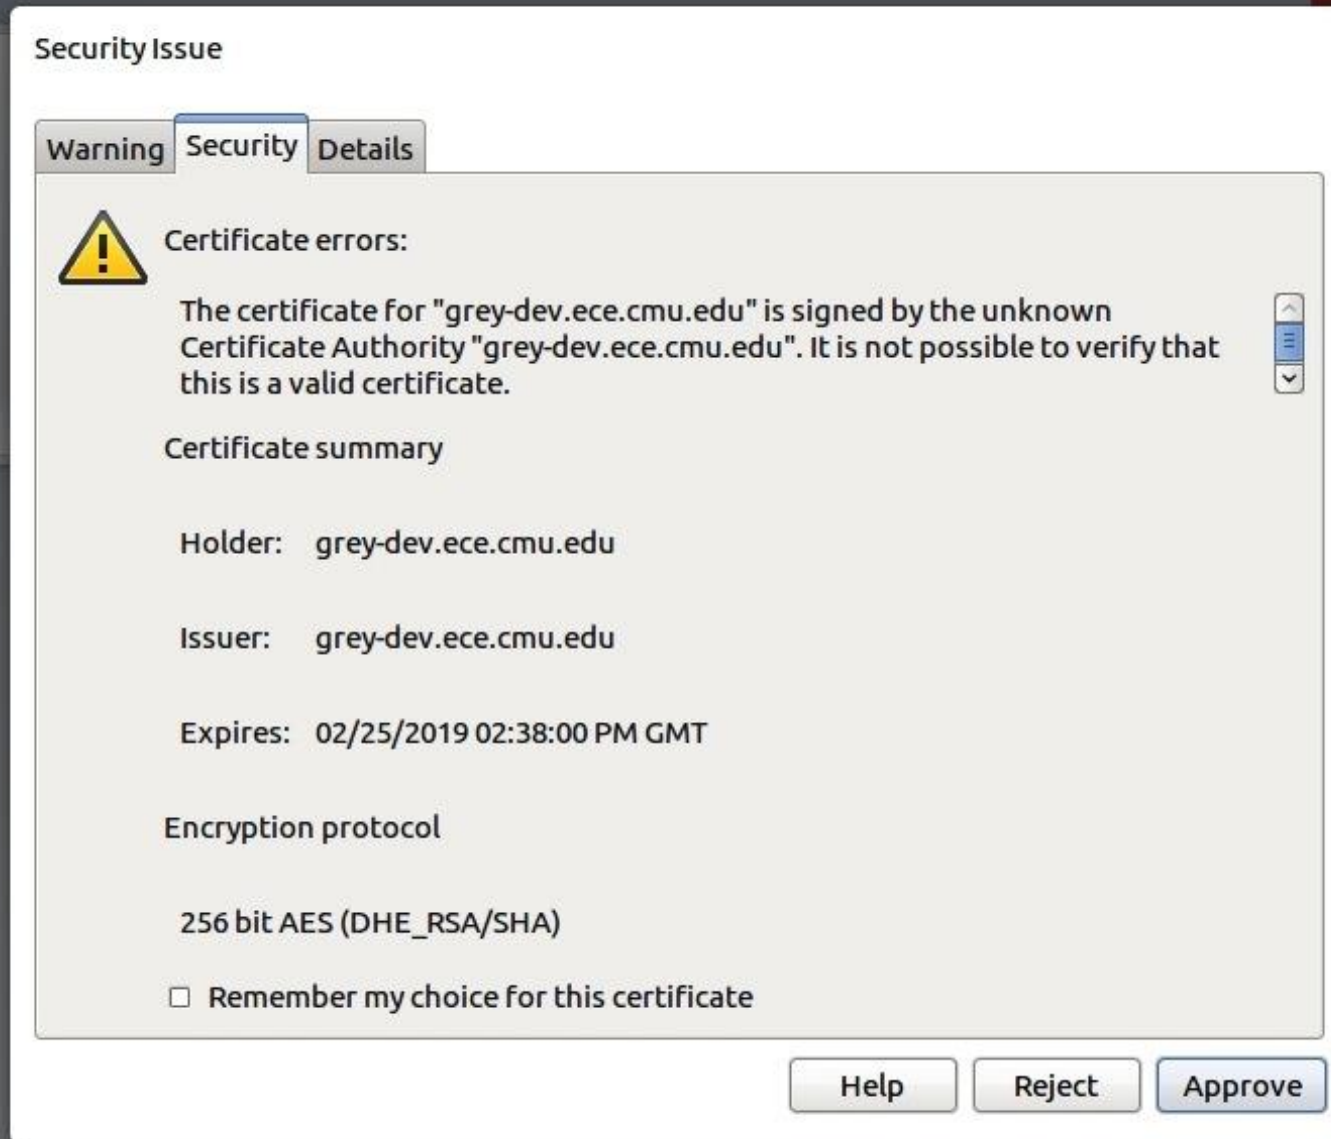 Security Issue
Warning Security Details
Certificate errors:
The certificate for "grey-dev.ece.cmu.edu" is signed by the unknown
Certificate Authority "grey-dev.ece.cmu.edu". It is not possible to verify that
this is a valid certificate.
Certificate summary
Holder: grey-dev.ece.cmu.edu
Issuer: grey-dev.ece.cmu.edu
Expires: 02/25/2019 02:38:00 PM GMT
Encryption protocol
256 bit AES (DHE_RSA/SHA)
Remember my choice for this certificate
Help Reject Approve